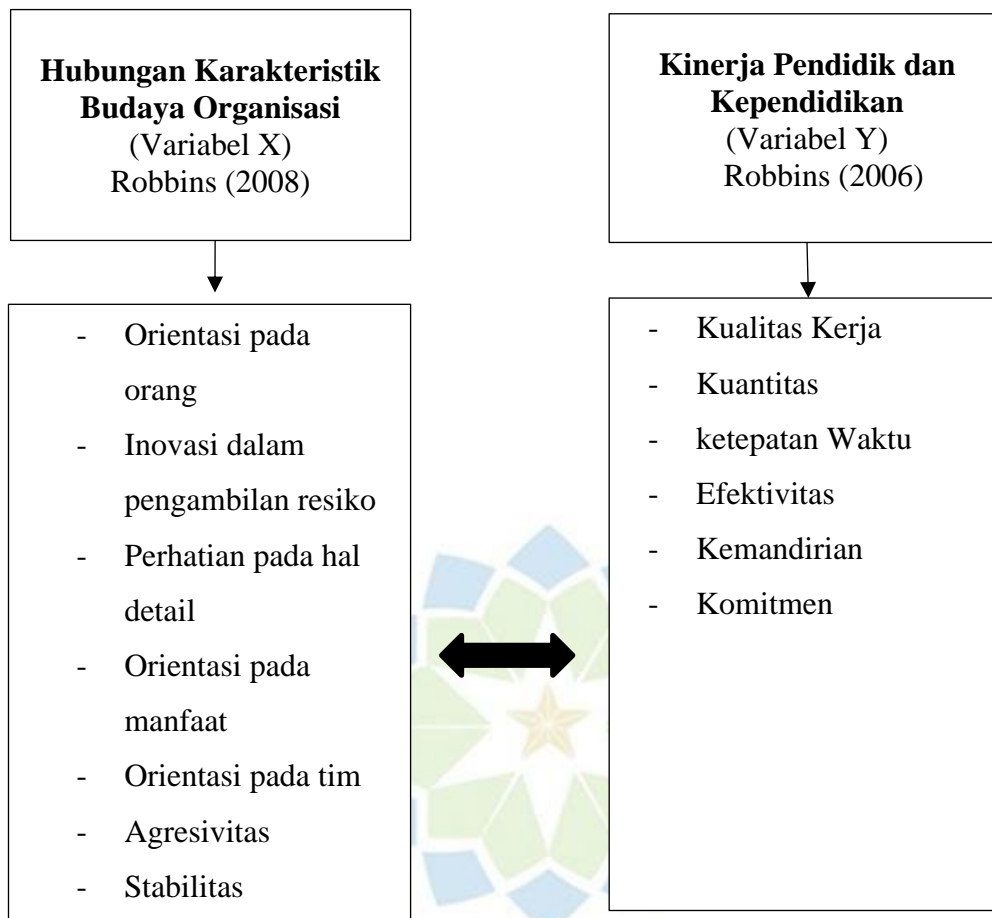 Hubungan Karakteristik
Budaya Organisasi
(Variabel X)
Robbins (2008)
Kinerja Pendidik dan
Kependidikan
(Variabel Y)
Robbins (2006)
- Orientasi pada
orang
- Inovasi dalam
pengambilan resiko
- Perhatian pada hal
detail
- Orientasi pada
manfaat
- Orientasi pada tim
- Agresivitas
- Stabilitas
- Kualitas Kerja
- Kuantitas
- ketepatan Waktu
- Efektivitas
- Kemandirian
- Komitmen